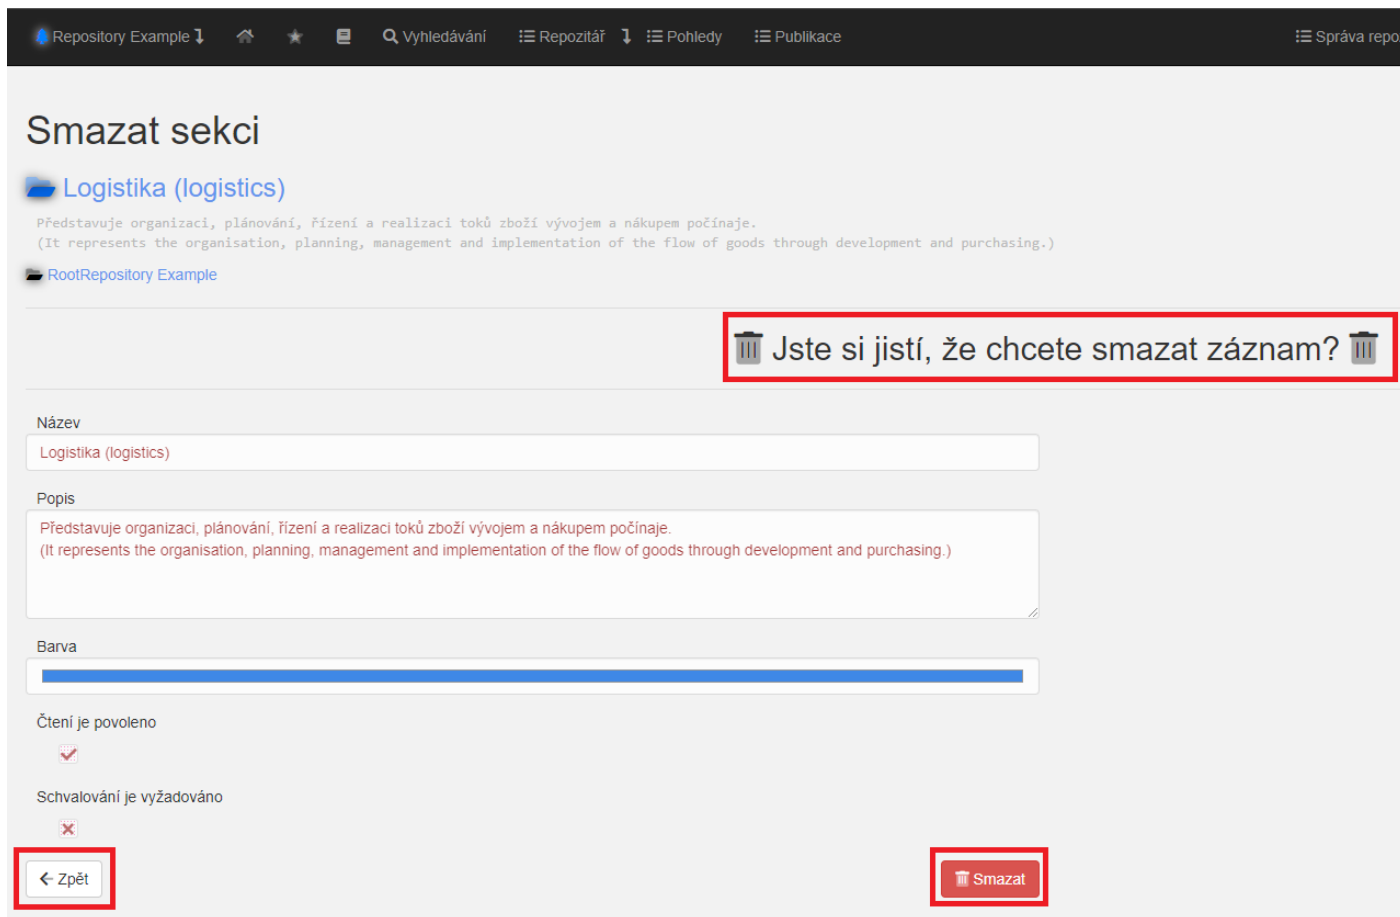 Repository Example
Vyhledávání
Repozitář
Pohledy
Publikace
Správa repo
Smazat sekci
Logistika (logistics)
Představuje organizaci, plánování, řízení a realizaci toků zboží vývojem a nákupem počínaje.
(It represents the organisation, planning, management and implementation of the flow of goods through development and purchasing.)
RootRepository Example
Jste si jistí, že chcete smazat záznam?
Název
Logistika (logistics)
Popis
Představuje organizaci, plánování, řízení a realizaci toků zboží vývojem a nákupem počínaje.
(It represents the organisation, planning, management and implementation of the flow of goods through development and purchasing.)
Barva
Čtení je povoleno
Schvalování je vyžadováno
Zpět
Smazat